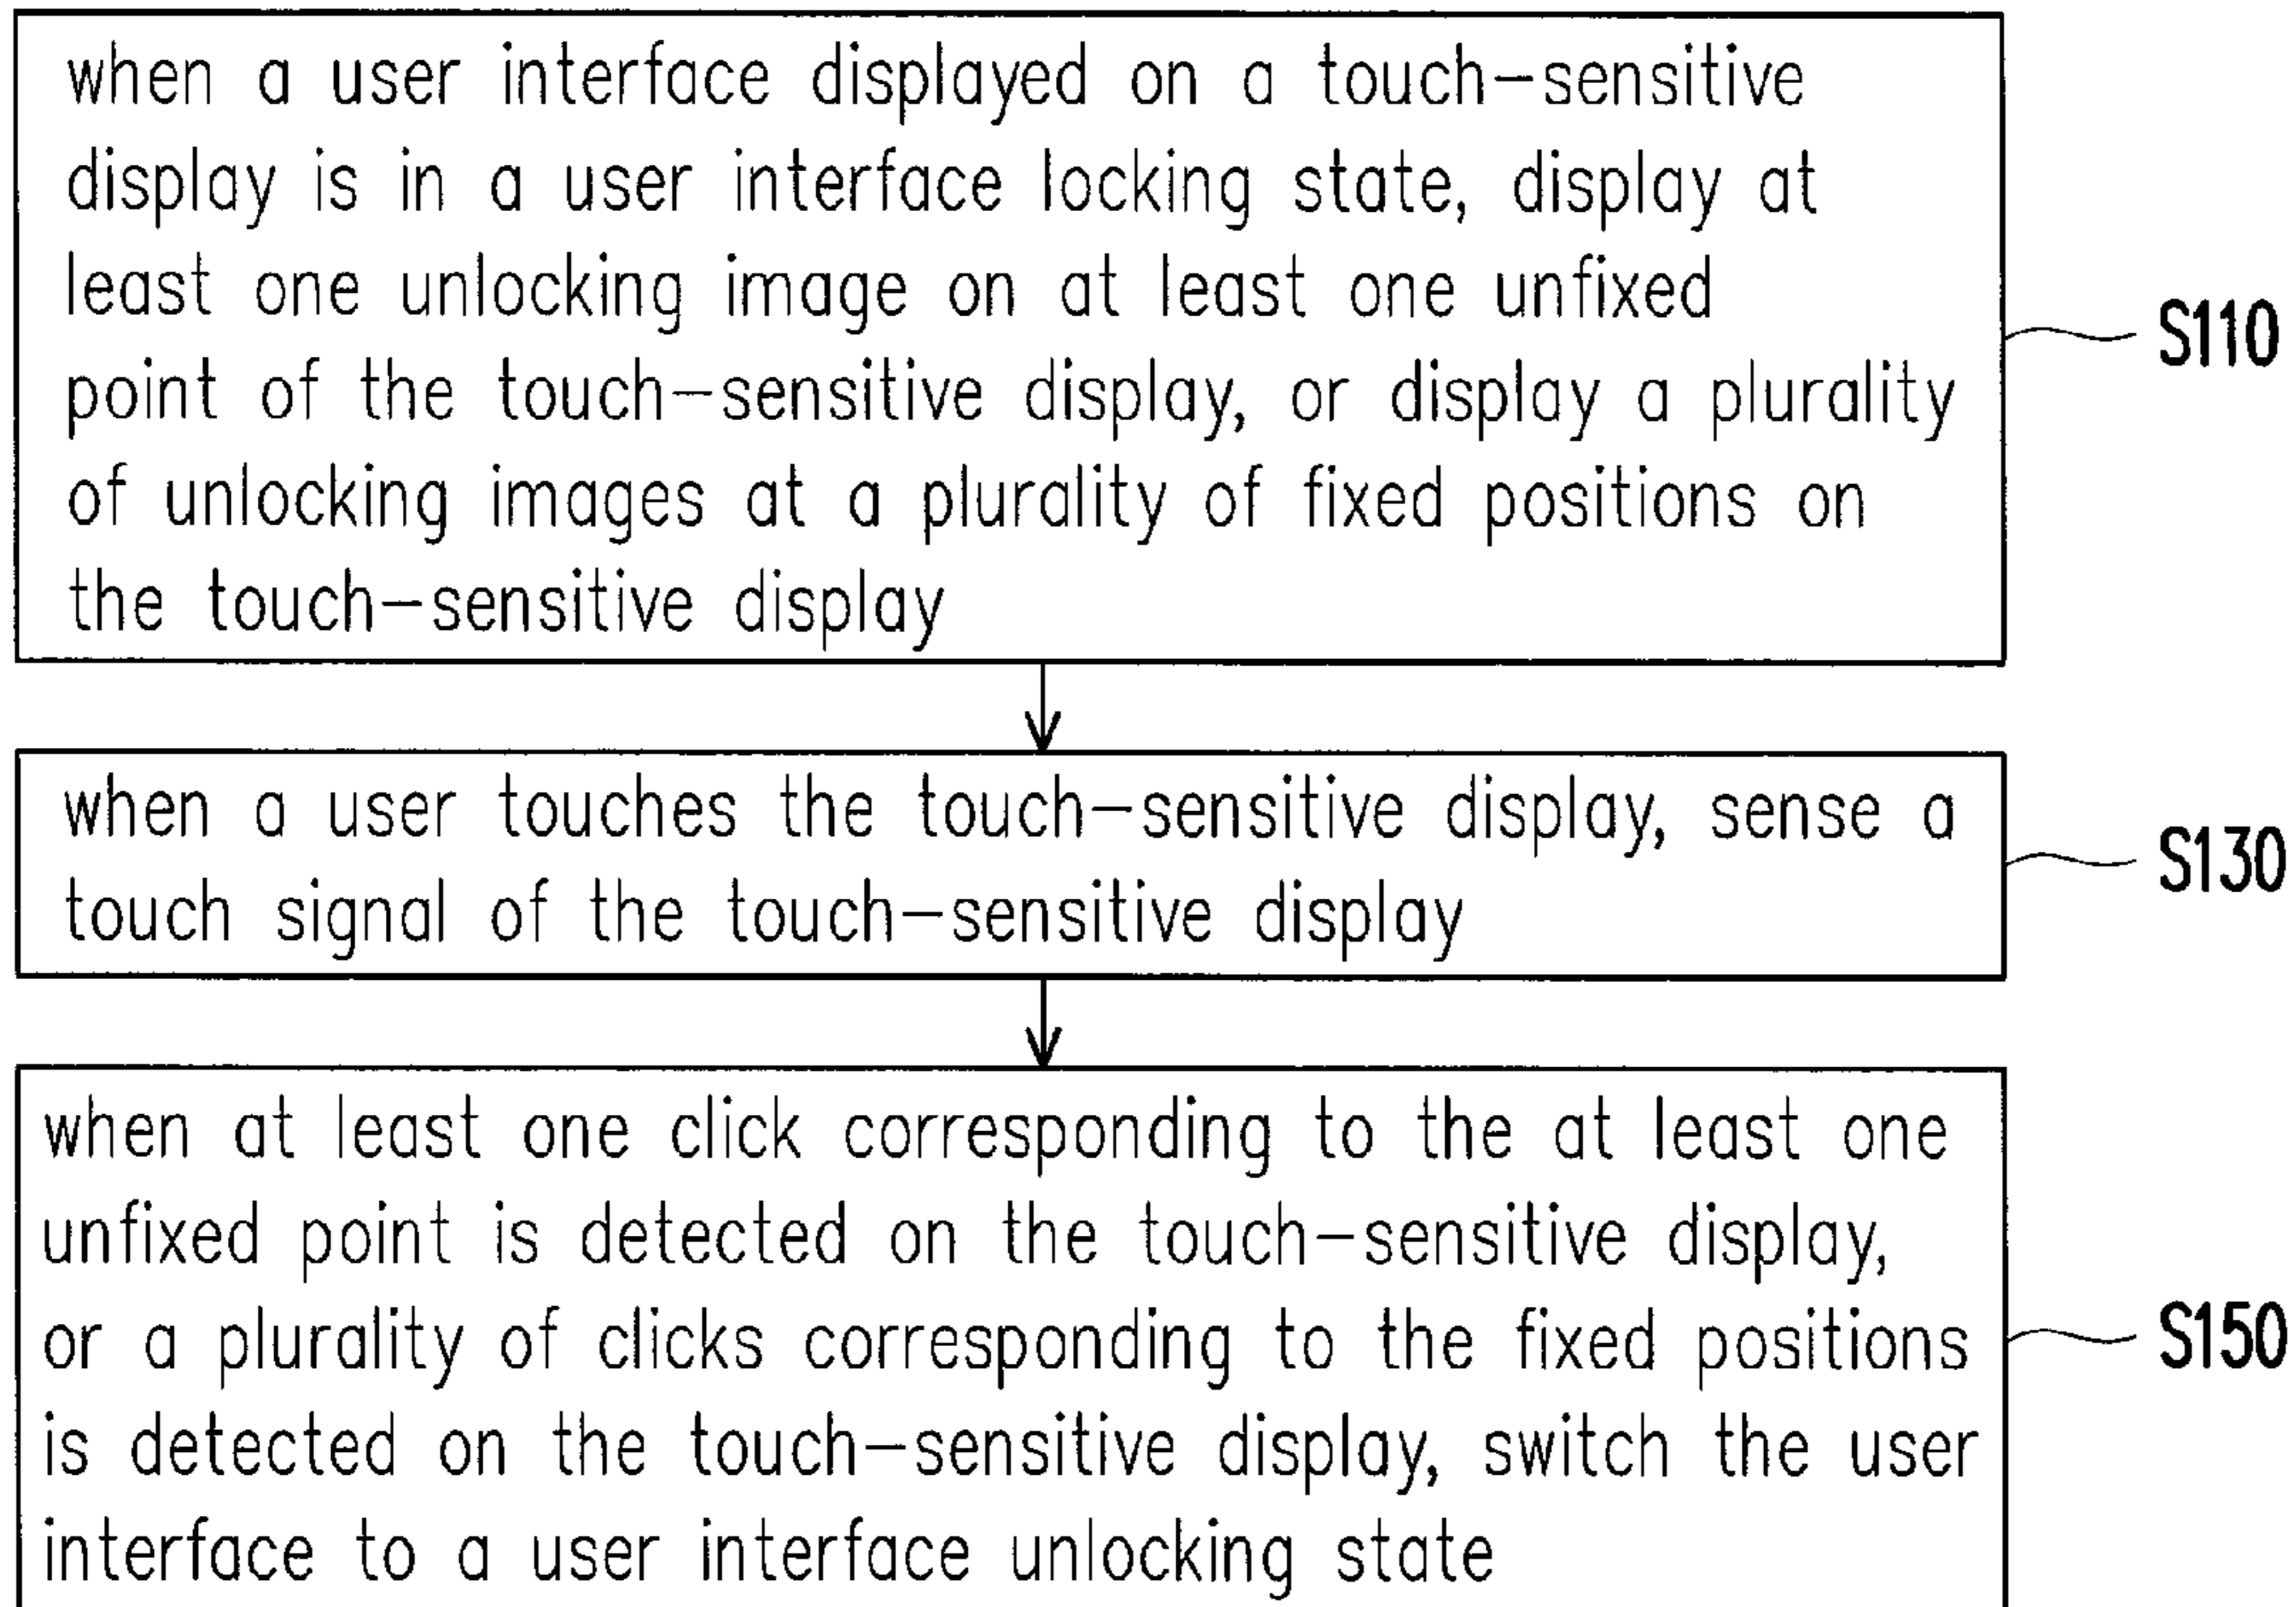 when a user interface displayed on a touch-sensitive
display is in a user interface locking state, display at
least one unlocking image on at least one unfixed
point of the touch-sensitive display, or display a plurality
of unlocking images at a plurality of fixed positions on
the touch-sensitive display
S110
when a user touches the touch-sensitive display, sense a
touch signal of the touch-sensitive display
S130
when at least one click corresponding to the at least one
unfixed point is detected on the touch-sensitive display,
or a plurality of clicks corresponding to the fixed positions
is detected on the touch-sensitive display, switch the user
interface to a user interface unlocking state
S150